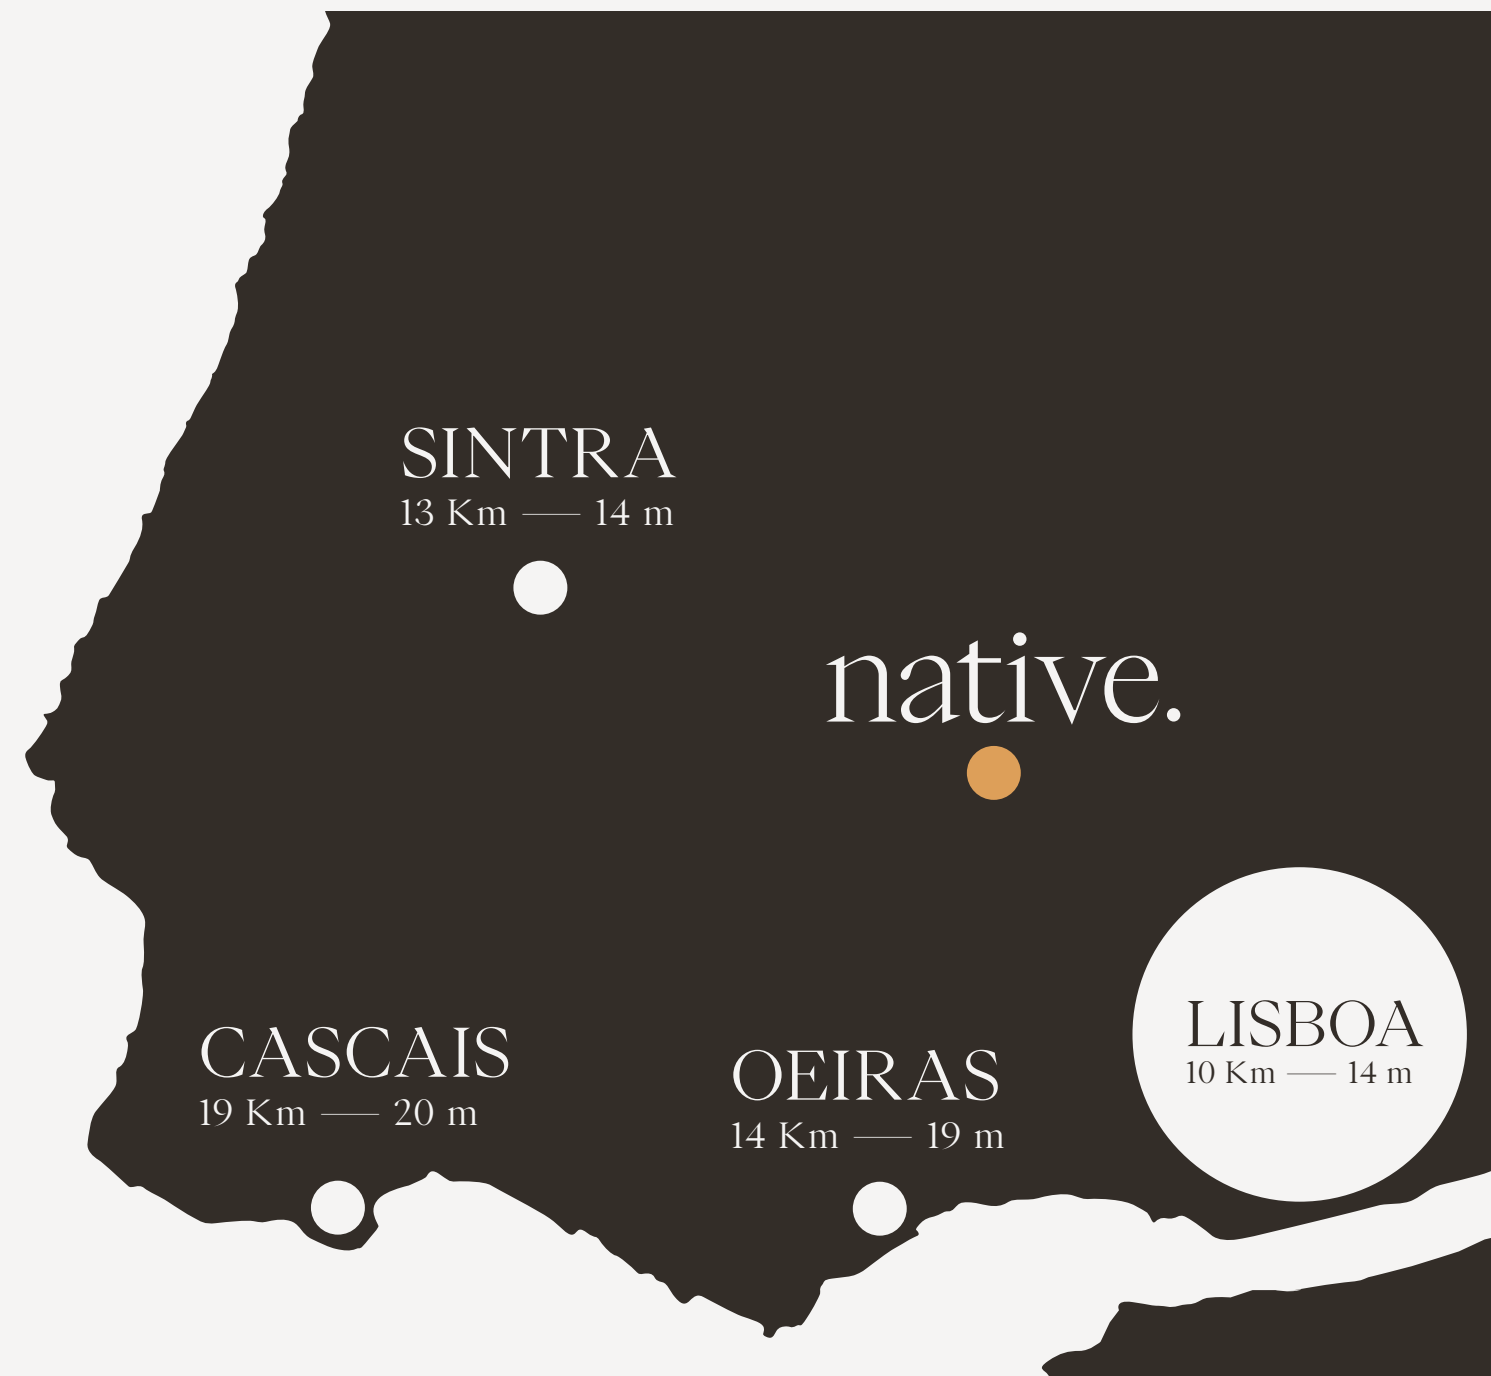 SINTRA
13 Km — 14 m
native.
LISBOA
10 Km — 14 m
CASCAIS
19 Km — 20 m
OEIRAS
14 Km — 19 m